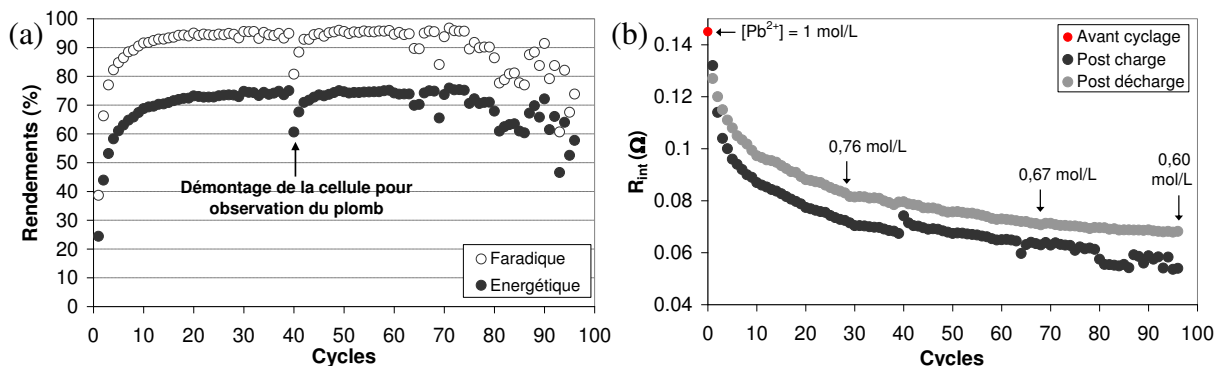 (a)
Rendements (%)
100
90
80
70
60
50
40
30
20
10
0
Démontage de la cellule pour
observation du plomb
Faradique
Energétique
0 10 20 30 40 50 60 70 80 90 100
Cycles
(b)
R_int (Ω)
0.14
0.12
0.1
0.08
0.06
0.04
[Pb²⁺] = 1 mol/L
Avant cyclage
Post charge
Post décharge
0,76 mol/L
0,67 mol/L
0,60
mol/L
0 10 20 30 40 50 60 70 80 90 100
Cycles